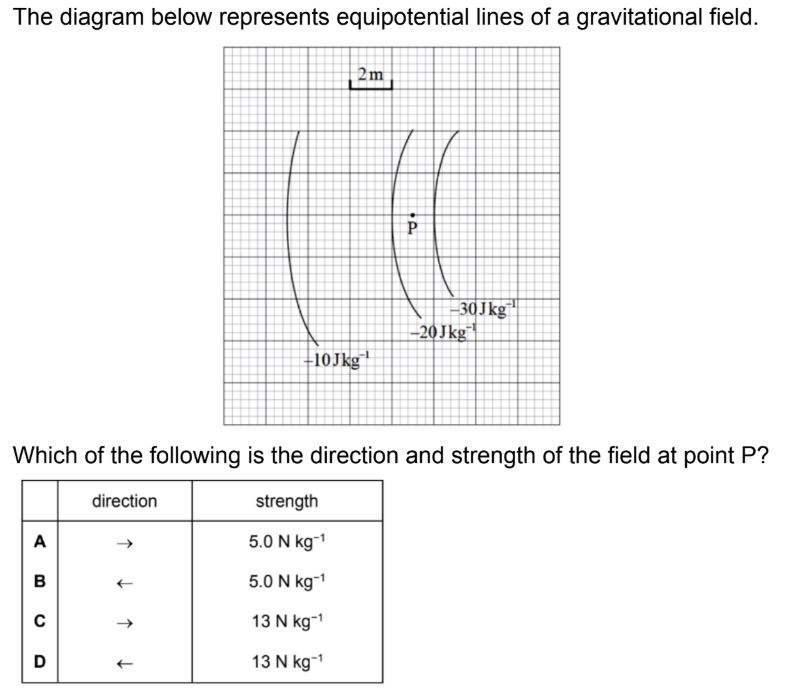 The diagram below represents equipotential lines of a gravitational field.
2 m
P
–30 J kg⁻¹
–20 J kg⁻¹
–10 J kg⁻¹
Which of the following is the direction and strength of the field at point P?
direction strength
A → 5.0 N kg⁻¹
B ← 5.0 N kg⁻¹
C → 13 N kg⁻¹
D ← 13 N kg⁻¹